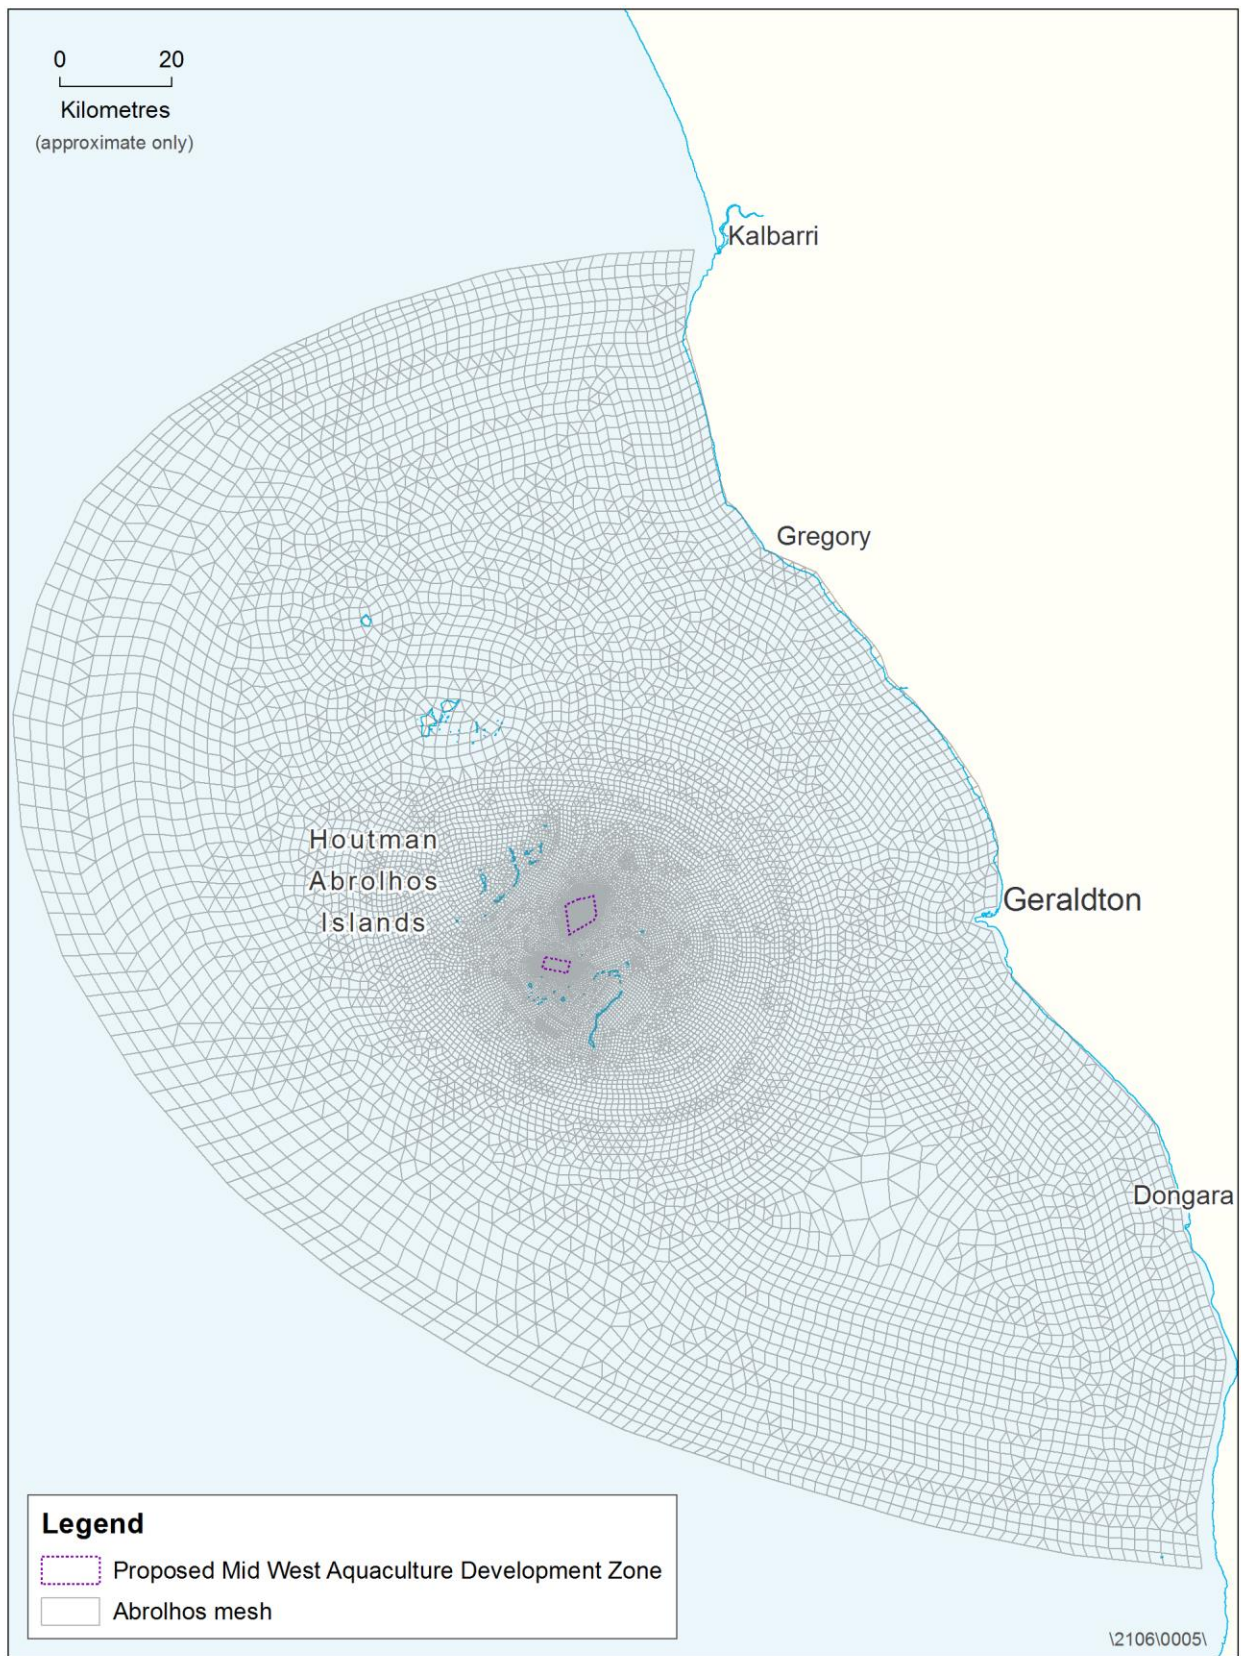 0 20
Kilometres
(approximate only)
Kalbarri
Gregory
Houtman
Abrolhos
Islands
Geraldton
Dongara
Legend
Proposed Mid West Aquaculture Development Zone
Abrolhos mesh
\2106\0005\